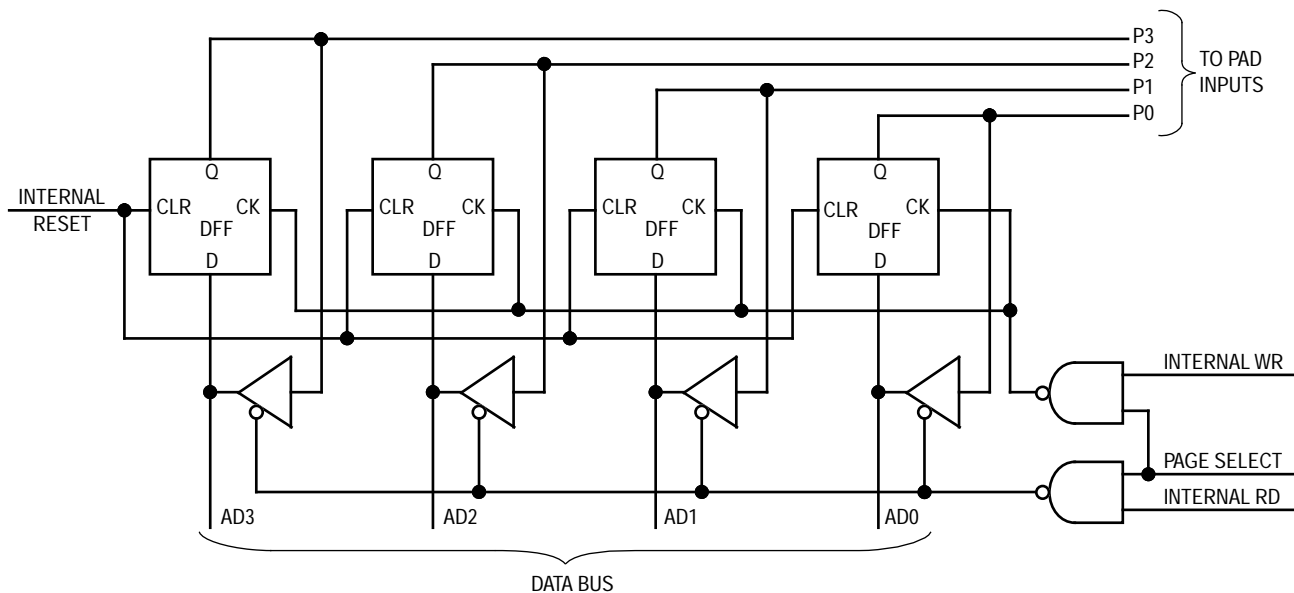 P3
P2
P1
P0
TO PAD
INPUTS
INTERNAL
RESET
Q
CLR CK
DFF
D
Q
CLR CK
DFF
D
Q
CLR CK
DFF
D
Q
CLR CK
DFF
D
INTERNAL WR
PAGE SELECT
INTERNAL RD
AD3 AD2 AD1 AD0
DATA BUS